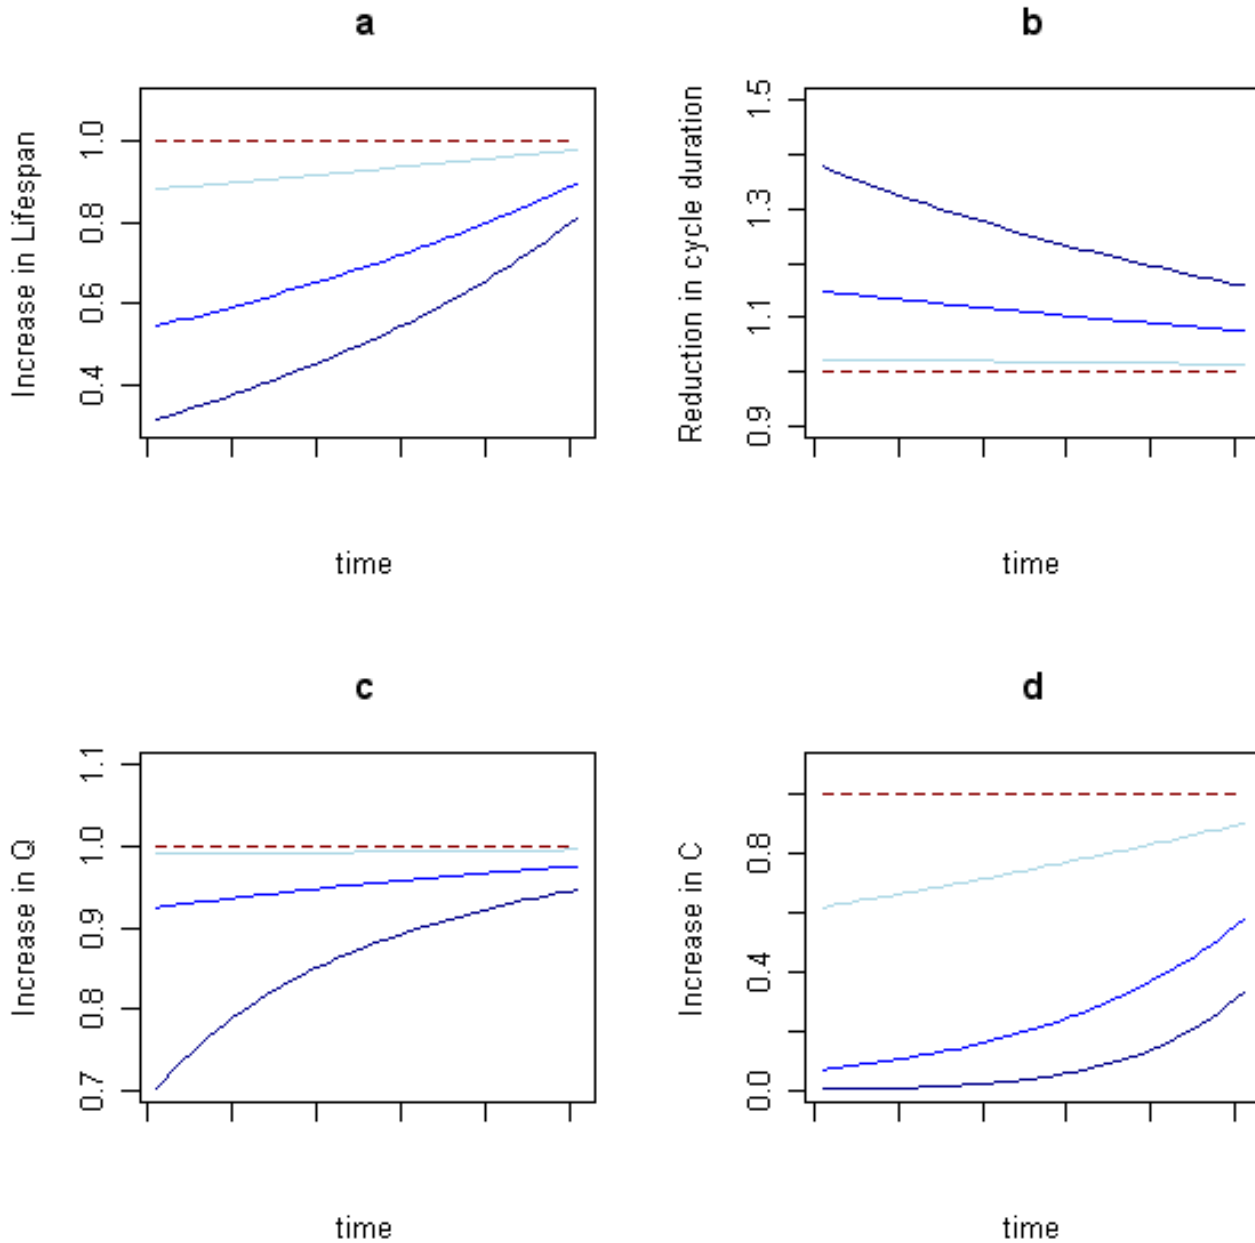 a
Increase in Lifespan
1.0
0.8
0.6
0.4
time
b
Reduction in cycle duration
1.5
1.3
1.1
0.9
time
c
Increase in Q
1.1
1.0
0.9
0.8
0.7
time
d
Increase in C
0.8
0.4
0.0
time